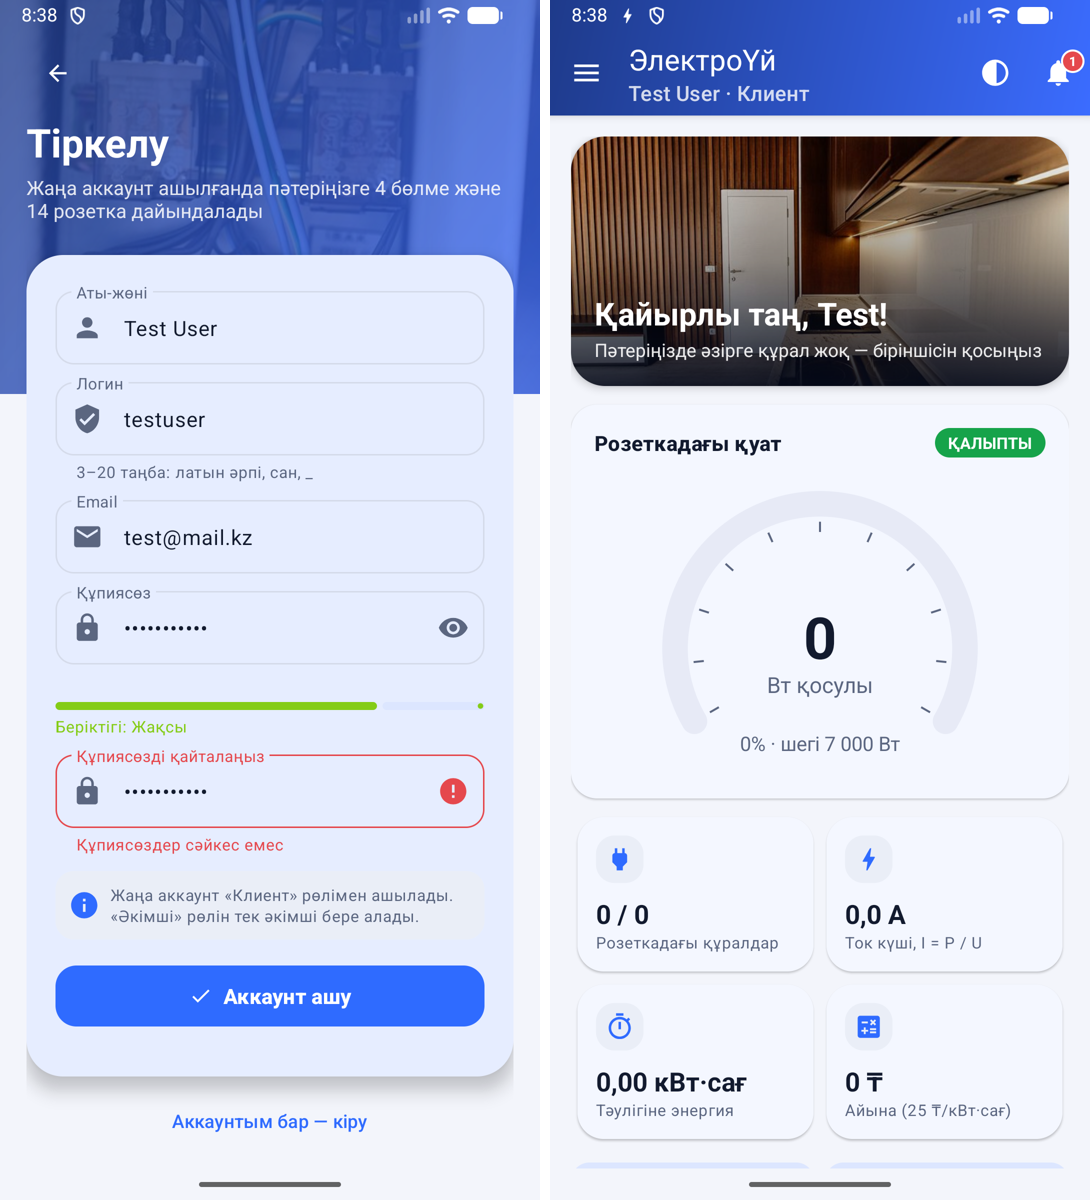 8:38
Тіркелу
Жаңа аккаунт ашылғанда пәтеріңізге 4 бөлме және
14 розетка дайындалады
Аты-жөні
Test User
Логин
testuser
3–20 таңба: латын әрпі, сан, _
Email
test@mail.kz
Құпиясөз
•••••••••••
Беріктігі: Жақсы
Құпиясөзді қайталаңыз
•••••••••••
Құпиясөздер сәйкес емес
Жаңа аккаунт «Клиент» рөлімен ашылады.
«Әкімші» рөлін тек әкімші бере алады.
Аккаунт ашу
Аккаунтым бар — кіру
8:38
ЭлектроҮй
Test User · Клиент
1
Қайырлы таң, Test!
Пәтеріңізде әзірге құрал жоқ — біріншісін қосыңыз
Розеткадағы қуат
ҚАЛЫПТЫ
0
Вт қосулы
0% · шегі 7 000 Вт
0 / 0
Розеткадағы құралдар
0,0 А
Ток күші, I = P / U
0,00 кВт·сағ
Тәулігіне энергия
0 ₸
Айына (25 ₸/кВт·сағ)